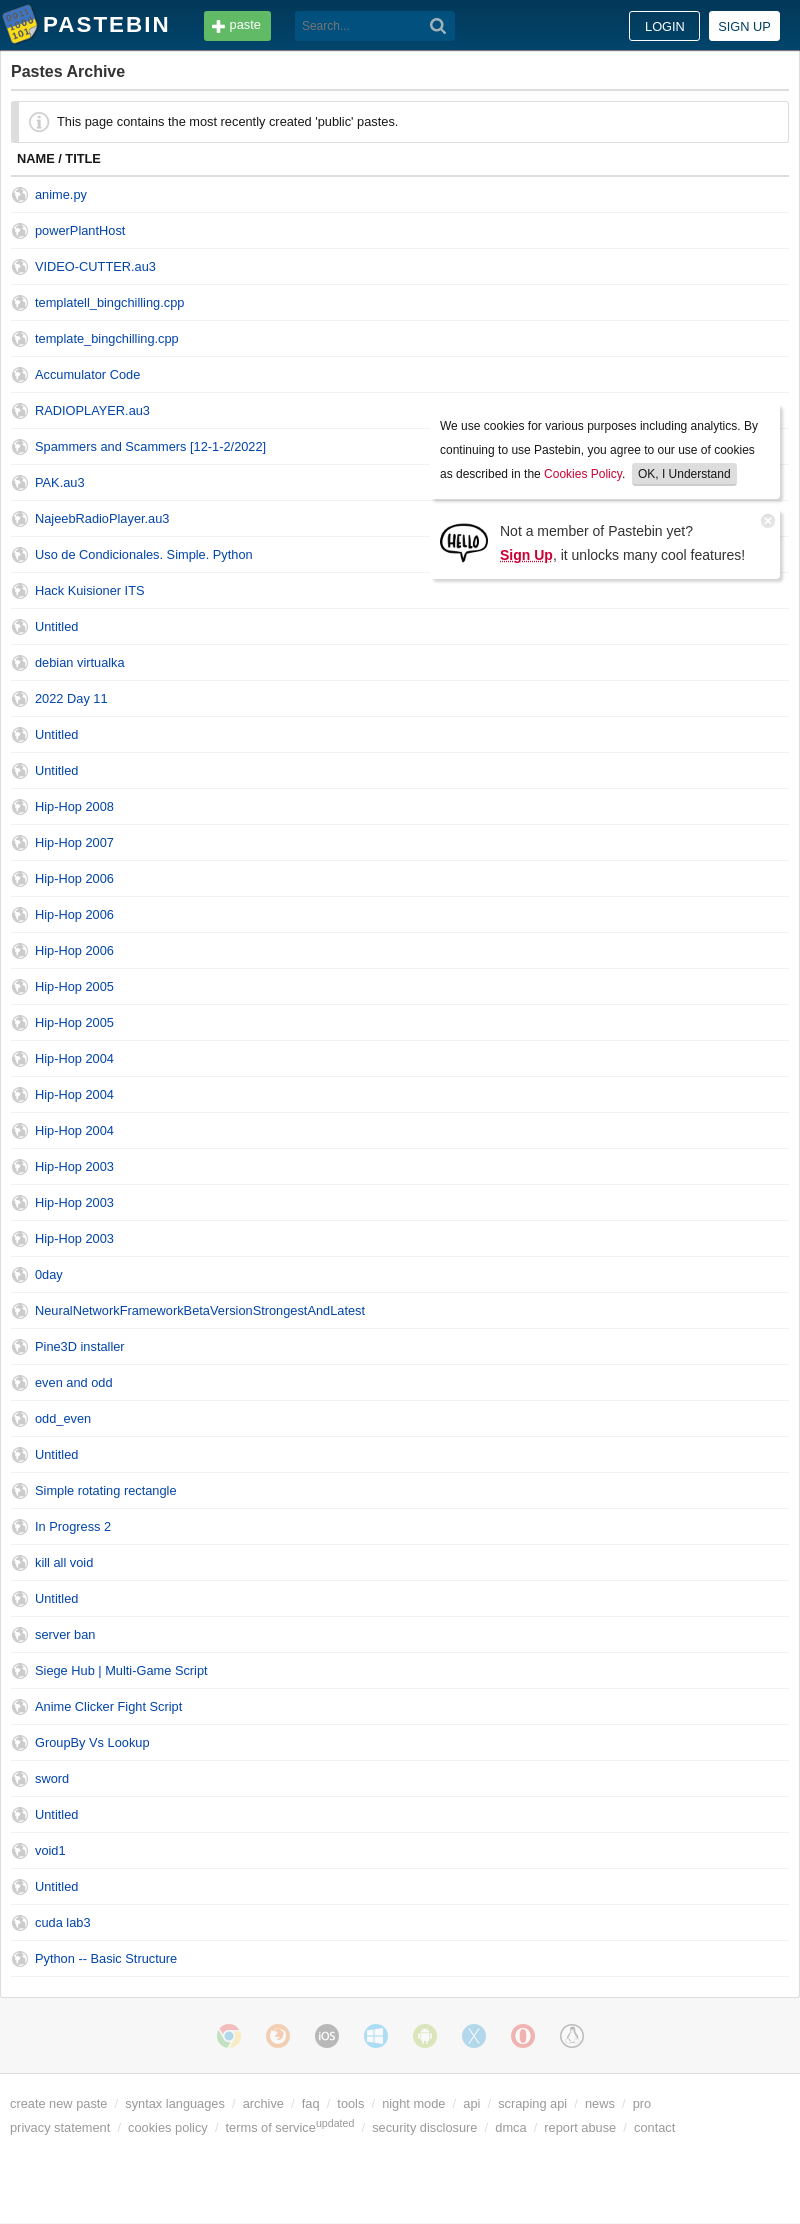 PASTEBIN
paste
Search...
LOGIN
SIGN UP
Pastes Archive
This page contains the most recently created 'public' pastes.
NAME / TITLE
anime.py
powerPlantHost
VIDEO-CUTTER.au3
templatell_bingchilling.cpp
template_bingchilling.cpp
Accumulator Code
RADIOPLAYER.au3
Spammers and Scammers [12-1-2/2022]
PAK.au3
NajeebRadioPlayer.au3
Uso de Condicionales. Simple. Python
Hack Kuisioner ITS
We use cookies for various purposes including analytics. By
continuing to use Pastebin, you agree to our use of cookies
as described in the Cookies Policy. OK, I Understand
HELLO
Not a member of Pastebin yet?
Sign Up, it unlocks many cool features!
Untitled
debian virtualka
2022 Day 11
Untitled
Untitled
Hip-Hop 2008
Hip-Hop 2007
Hip-Hop 2006
Hip-Hop 2006
Hip-Hop 2006
Hip-Hop 2005
Hip-Hop 2005
Hip-Hop 2004
Hip-Hop 2004
Hip-Hop 2004
Hip-Hop 2003
Hip-Hop 2003
Hip-Hop 2003
0day
NeuralNetworkFrameworkBetaVersionStrongestAndLatest
Pine3D installer
even and odd
odd_even
Untitled
Simple rotating rectangle
In Progress 2
kill all void
Untitled
server ban
Siege Hub | Multi-Game Script
Anime Clicker Fight Script
GroupBy Vs Lookup
sword
Untitled
void1
Untitled
cuda lab3
Python -- Basic Structure
iOS
create new paste / syntax languages / archive / faq / tools / night mode / api / scraping api / news / pro
privacy statement / cookies policy / terms of service updated / security disclosure / dmca / report abuse / contact